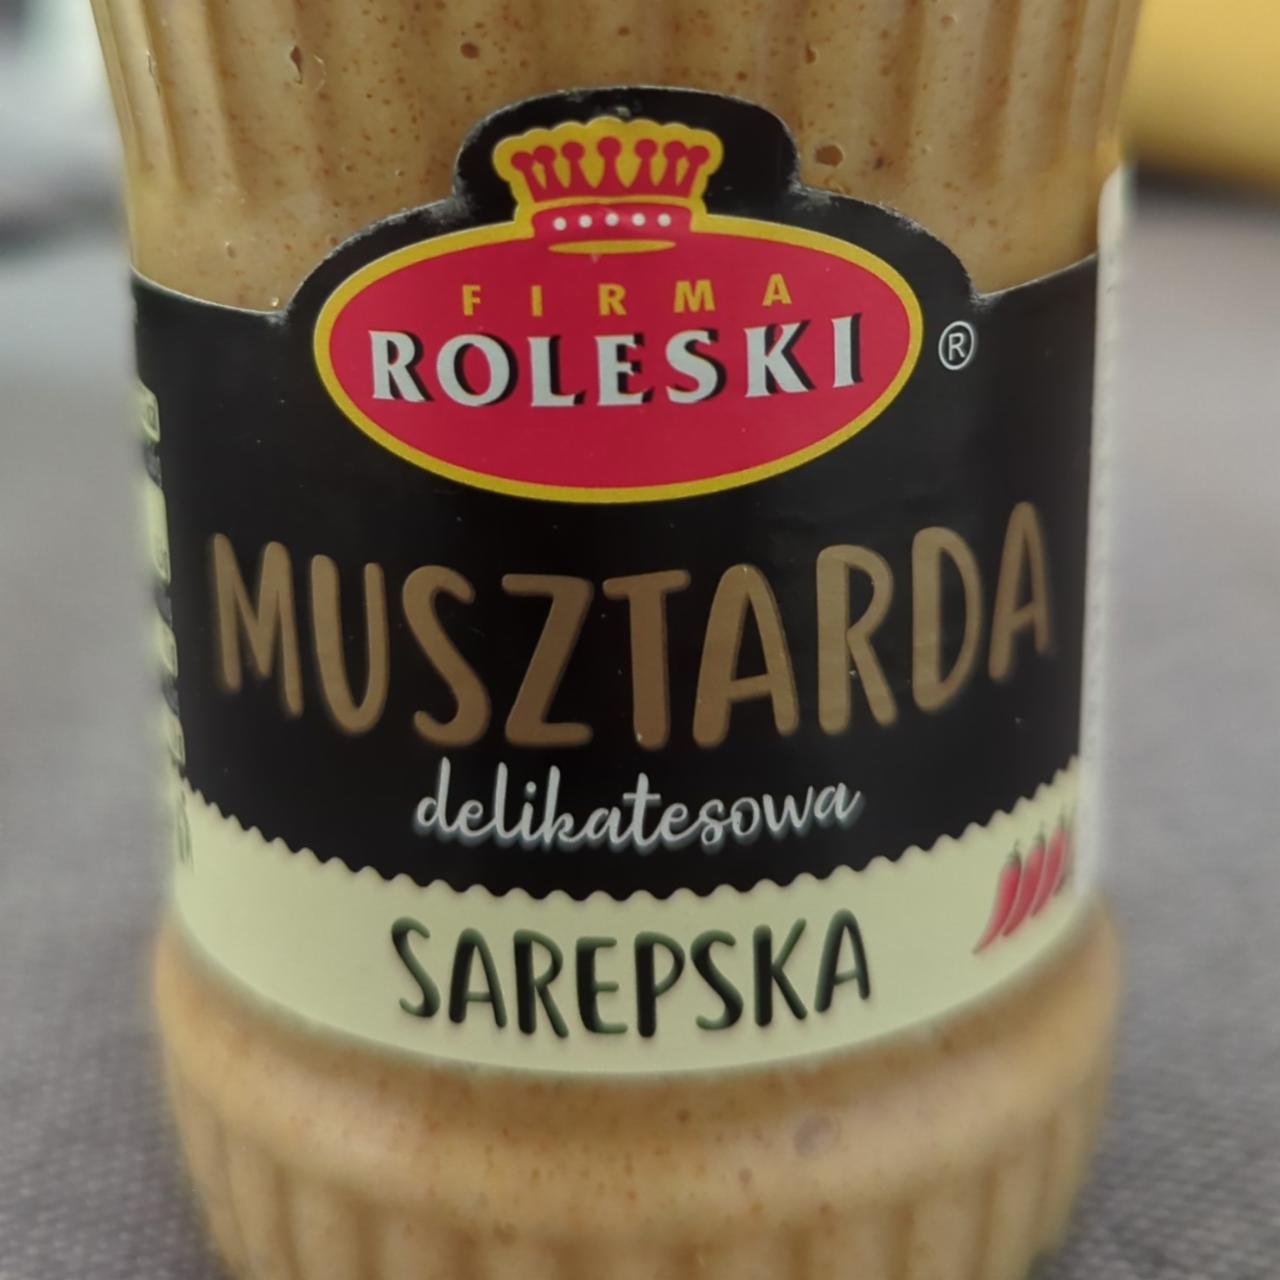 FIRMA
ROLESKI
®
MUSZTARDA
delikatesowa
SAREPSKA